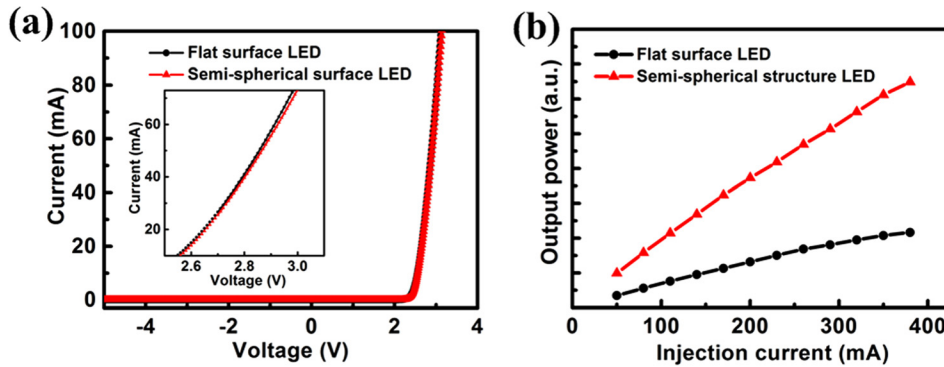 (a)
100
80
60
40
20
0
Current (mA)
Flat surface LED
Semi-spherical surface LED
60
40
20
Current (mA)
2.6 2.8 3.0
Voltage (V)
-4 -2 0 2 4
Voltage (V)
(b)
Output power (a.u.)
Flat surface LED
Semi-spherical structure LED
0 100 200 300 400
Injection current (mA)